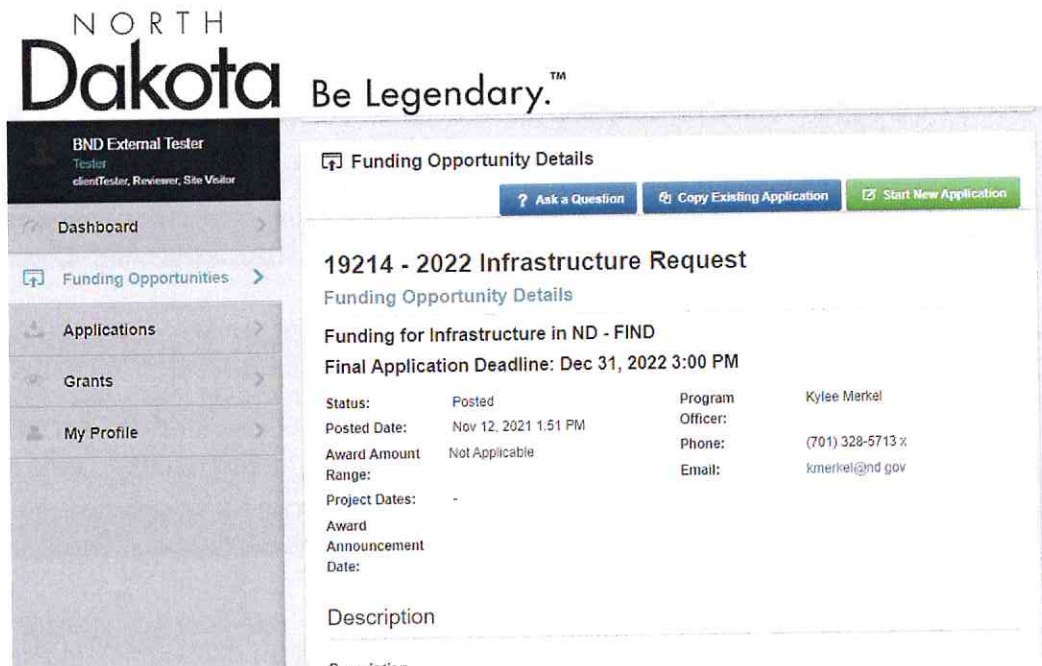 NORTH
Dakota Be Legendary.™
BND External Tester
Tester
clientTester, Reviewer, Site Visitor
Dashboard
Funding Opportunities
Applications
Grants
My Profile
Funding Opportunity Details
? Ask a Question
Copy Existing Application
Start New Application
19214 - 2022 Infrastructure Request
Funding Opportunity Details
Funding for Infrastructure in ND - FIND
Final Application Deadline: Dec 31, 2022 3:00 PM
Status: Posted
Posted Date: Nov 12, 2021 1:51 PM
Award Amount Not Applicable
Range:
Project Dates: -
Award
Announcement
Date:
Program Kylee Merkel
Officer:
Phone: (701) 328-5713 x
Email: kmerkel@nd.gov
Description